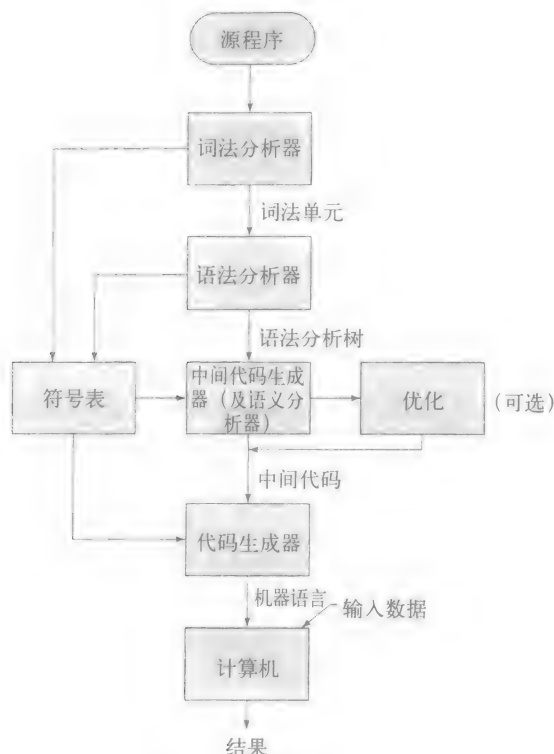 源程序
词法分析器
词法单元
语法分析器
语法分析树
符号表
中间代码生成
器（及语义分
析器）
优化
（可选）
中间代码
代码生成器
机器语言
输入数据
计算机
结果